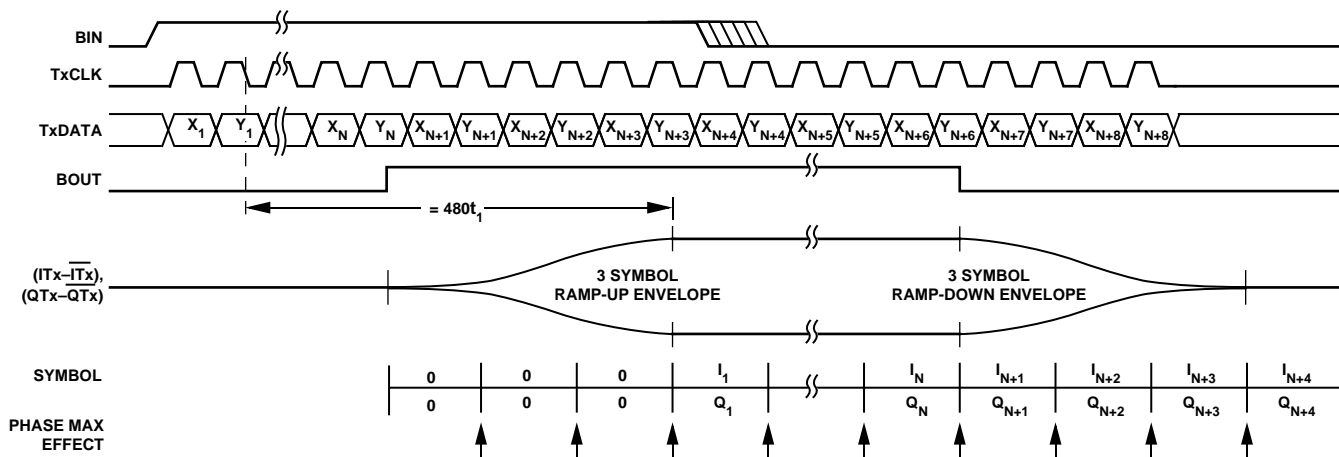 BIN
TxCLK
TxDATA X1 Y1 XN YN XN+1 YN+1 XN+2 YN+2 XN+3 YN+3 XN+4 YN+4 XN+5 YN+5 XN+6 YN+6 XN+7 YN+7 XN+8 YN+8
BOUT
= 480t1
(ITx–I̅T̅x̅),
(QTx–Q̅T̅x̅)
3 SYMBOL
RAMP-UP ENVELOPE
3 SYMBOL
RAMP-DOWN ENVELOPE
SYMBOL
0 0 0 I1 IN IN+1 IN+2 IN+3 IN+4
0 0 0 Q1 QN QN+1 QN+2 QN+3 QN+4
PHASE MAX
EFFECT